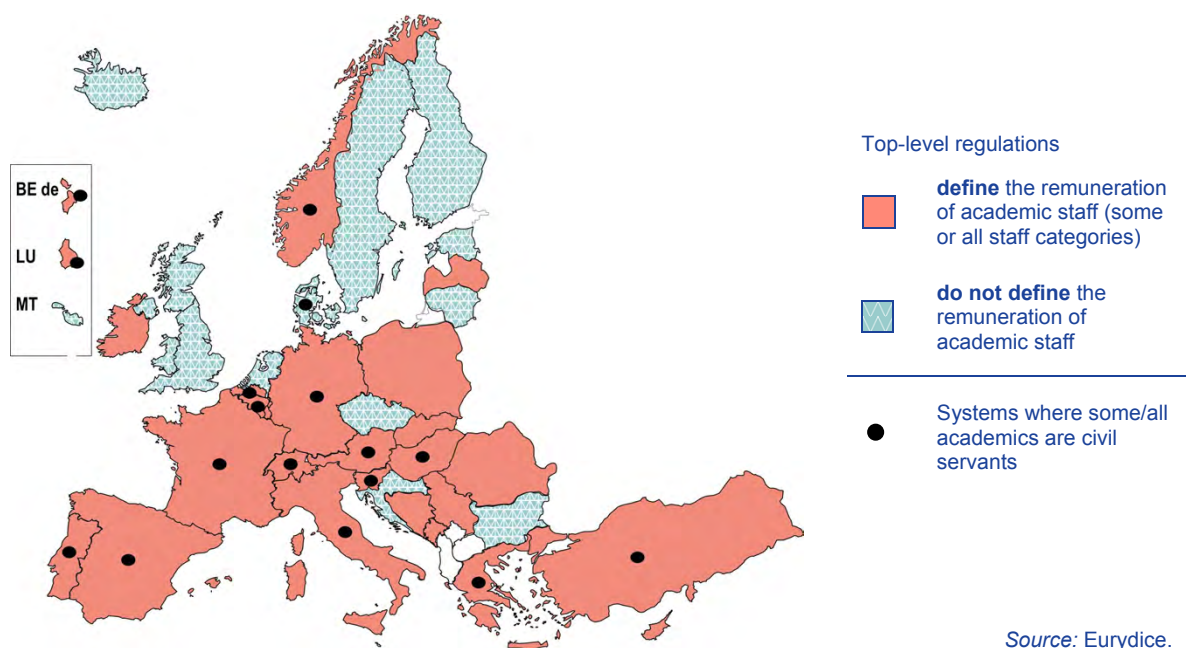 BE de
LU
MT
Top-level regulations
define the remuneration
of academic staff (some
or all staff categories)
do not define the
remuneration of
academic staff
Systems where some/all
academics are civil
servants
Source: Eurydice.